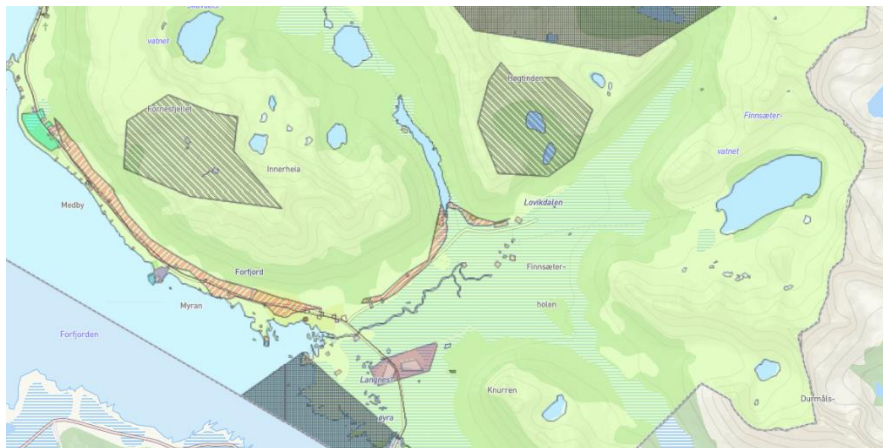 vatnet
Høgtinden
Fornesfjellet
Finnsæter-
Innerheia
vatnet
Medby
Lovikdalen
Forfjord
Finnsæter-
Myran
holen
Forfjorden
Langnes
Knurren
Durmåls-
øyra